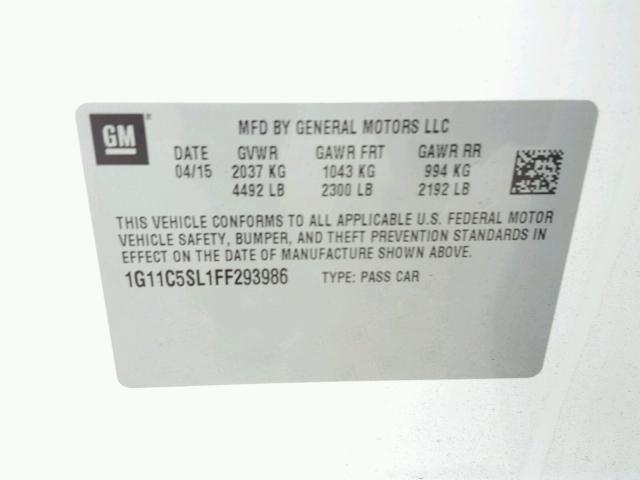 GM ®
MFD BY GENERAL MOTORS LLC
DATE GVWR GAWR FRT GAWR RR
04/15 2037 KG 1043 KG 994 KG
4492 LB 2300 LB 2192 LB
THIS VEHICLE CONFORMS TO ALL APPLICABLE U.S. FEDERAL MOTOR
VEHICLE SAFETY, BUMPER, AND THEFT PREVENTION STANDARDS IN
EFFECT ON THE DATE OF MANUFACTURE SHOWN ABOVE.
1G11C5SL1FF293986 TYPE: PASS CAR